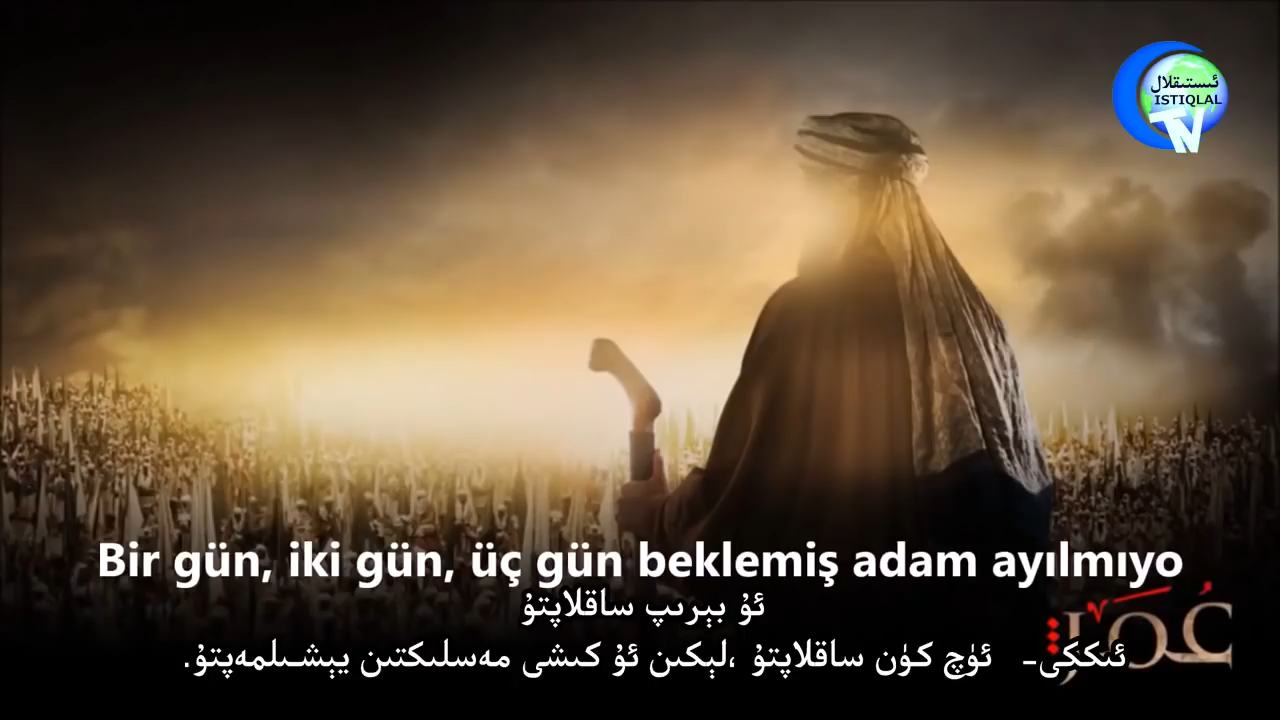 ئىستىقلال
ISTIQLAL
TV
Bir gün, iki gün, üç gün beklemiş adam ayılmıyo
ئۇ بېرىپ ساقلاپتۇ
ئىككى- ئۈچ كۈن ساقلاپتۇ ،لېكىن ئۇ كىشى مەسلىكتىن يېشىلمەپتۇ.
عُمَر